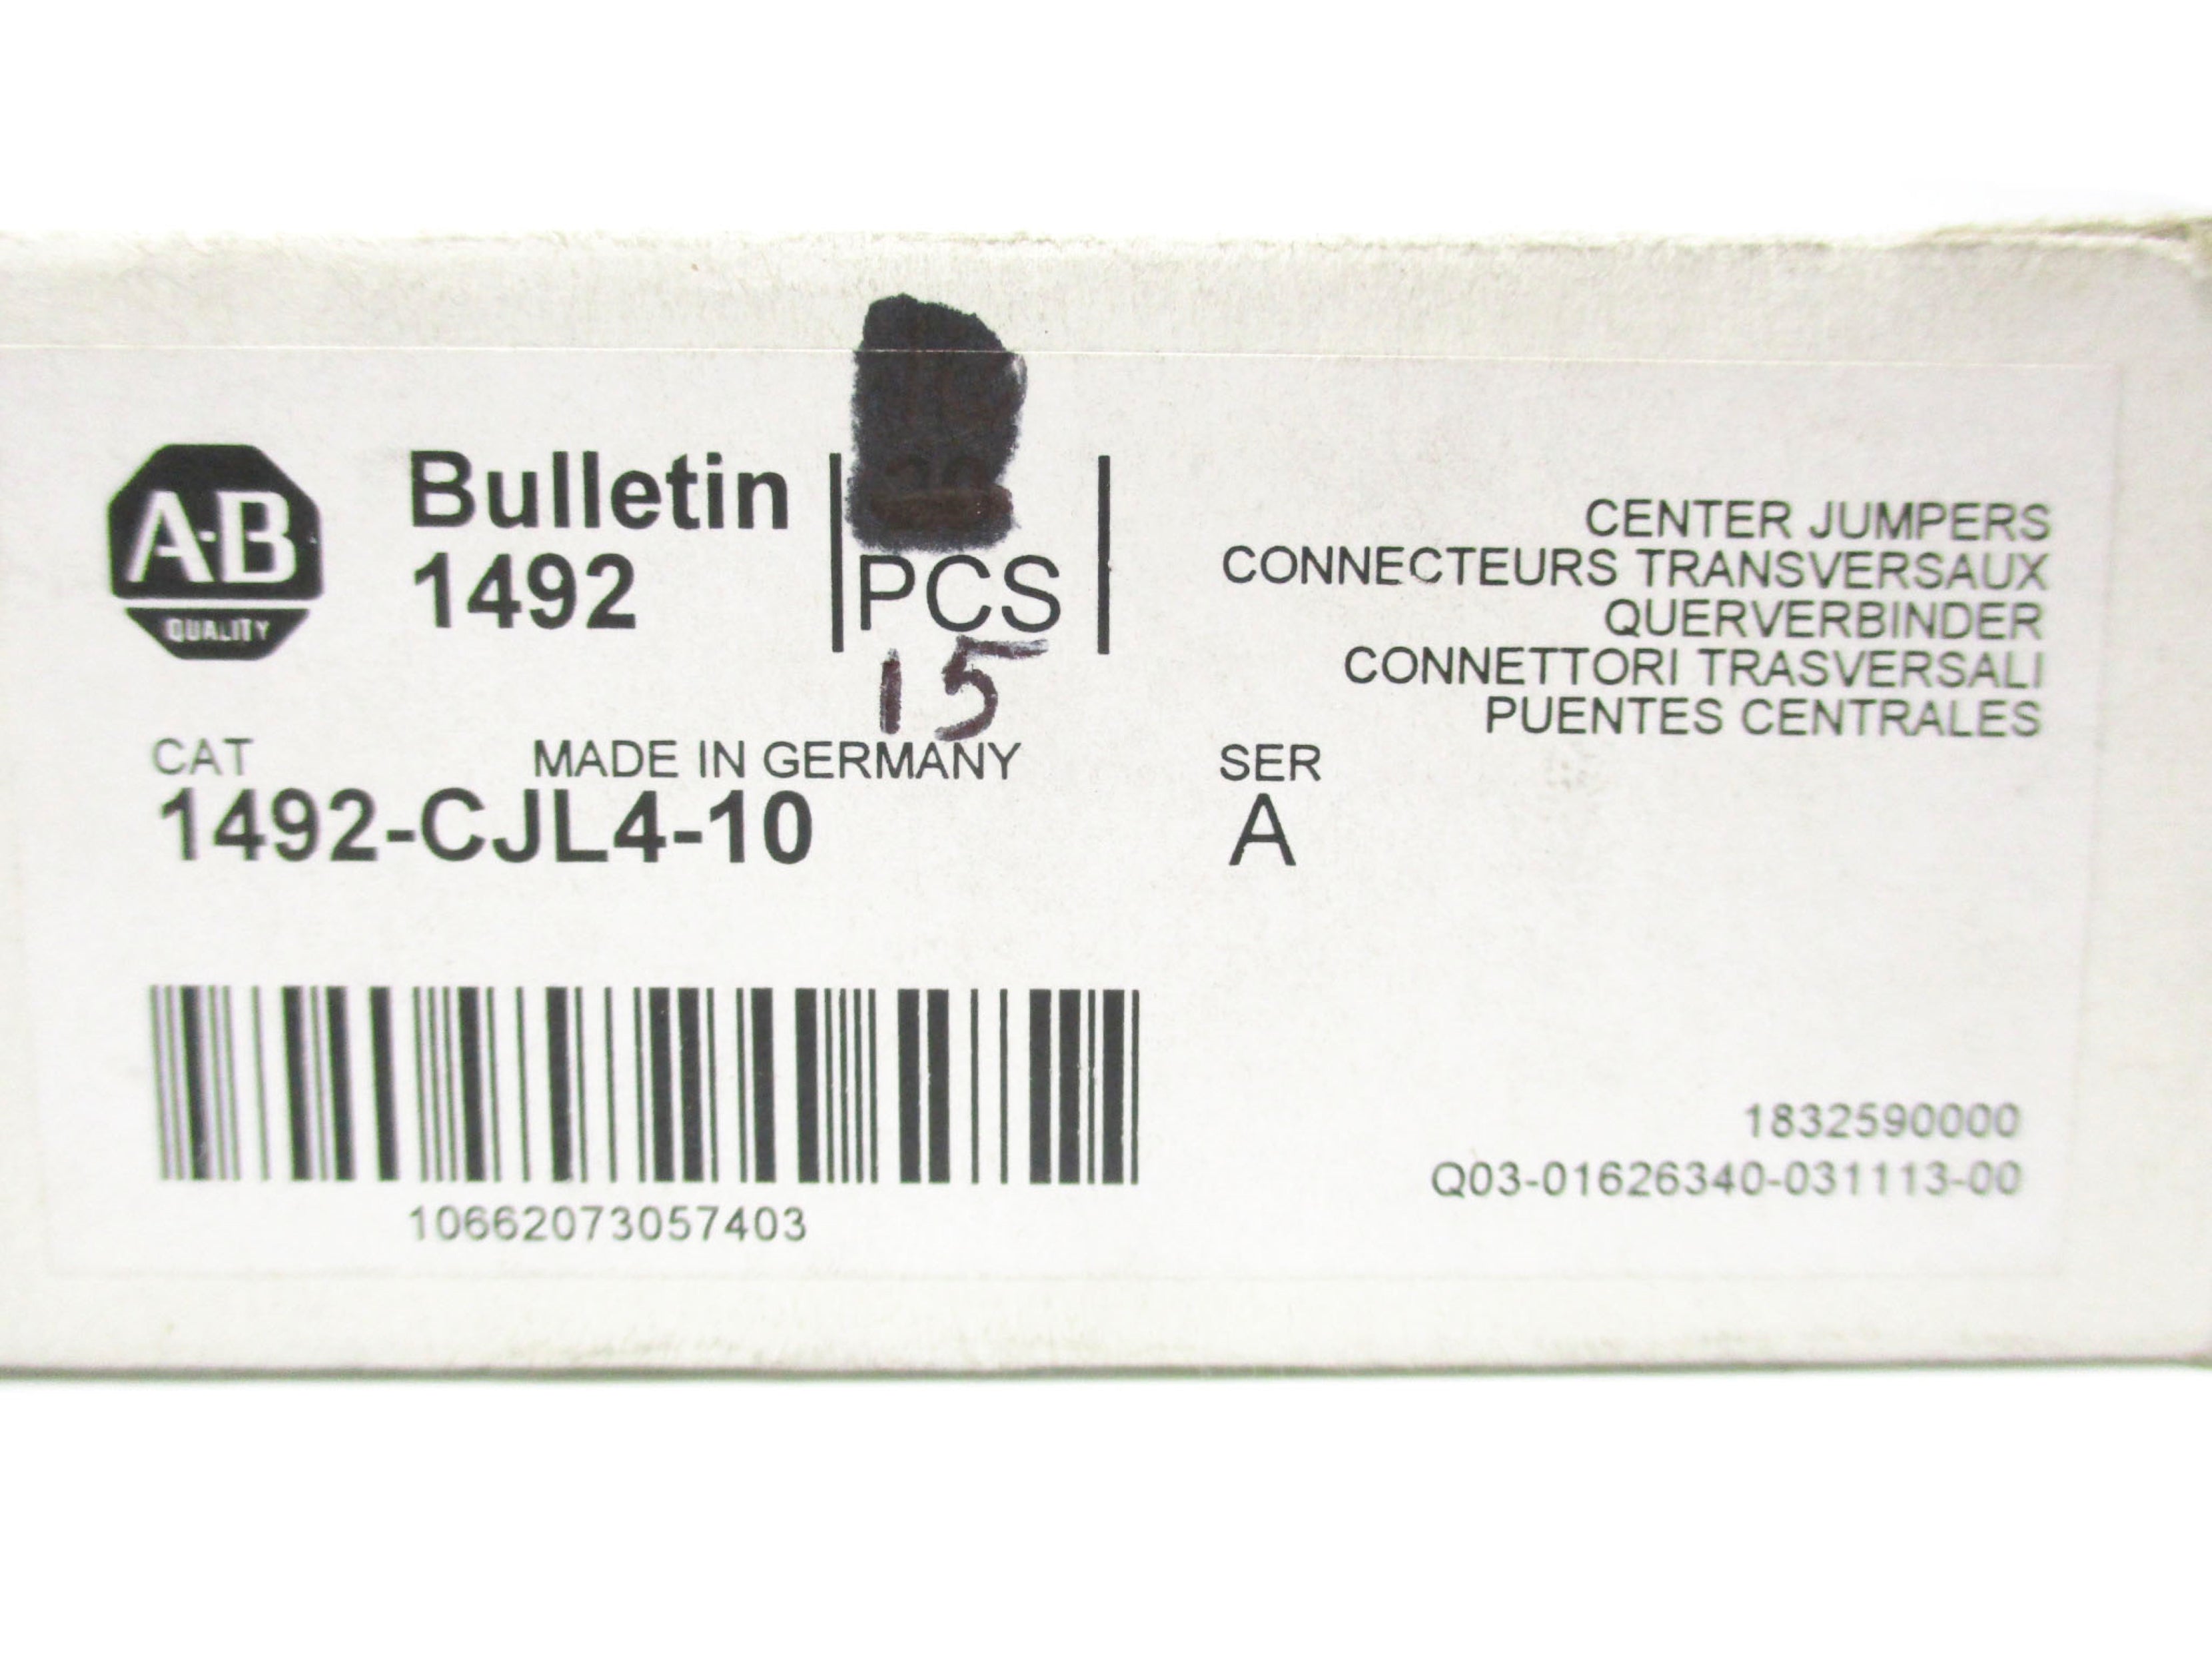 A-B
QUALITY
Bulletin
1492
PCS
15
CENTER JUMPERS
CONNECTEURS TRANSVERSAUX
QUERVERBINDER
CONNETTORI TRASVERSALI
PUENTES CENTRALES
CAT
MADE IN GERMANY
SER
1492-CJL4-10
A
10662073057403
1832590000
Q03-01626340-031113-00